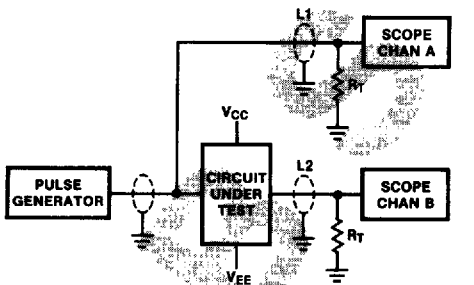 L1
SCOPE
CHAN A
RT
VCC
PULSE
GENERATOR
CIRCUIT
UNDER
TEST
L2
SCOPE
CHAN B
RT
VEE